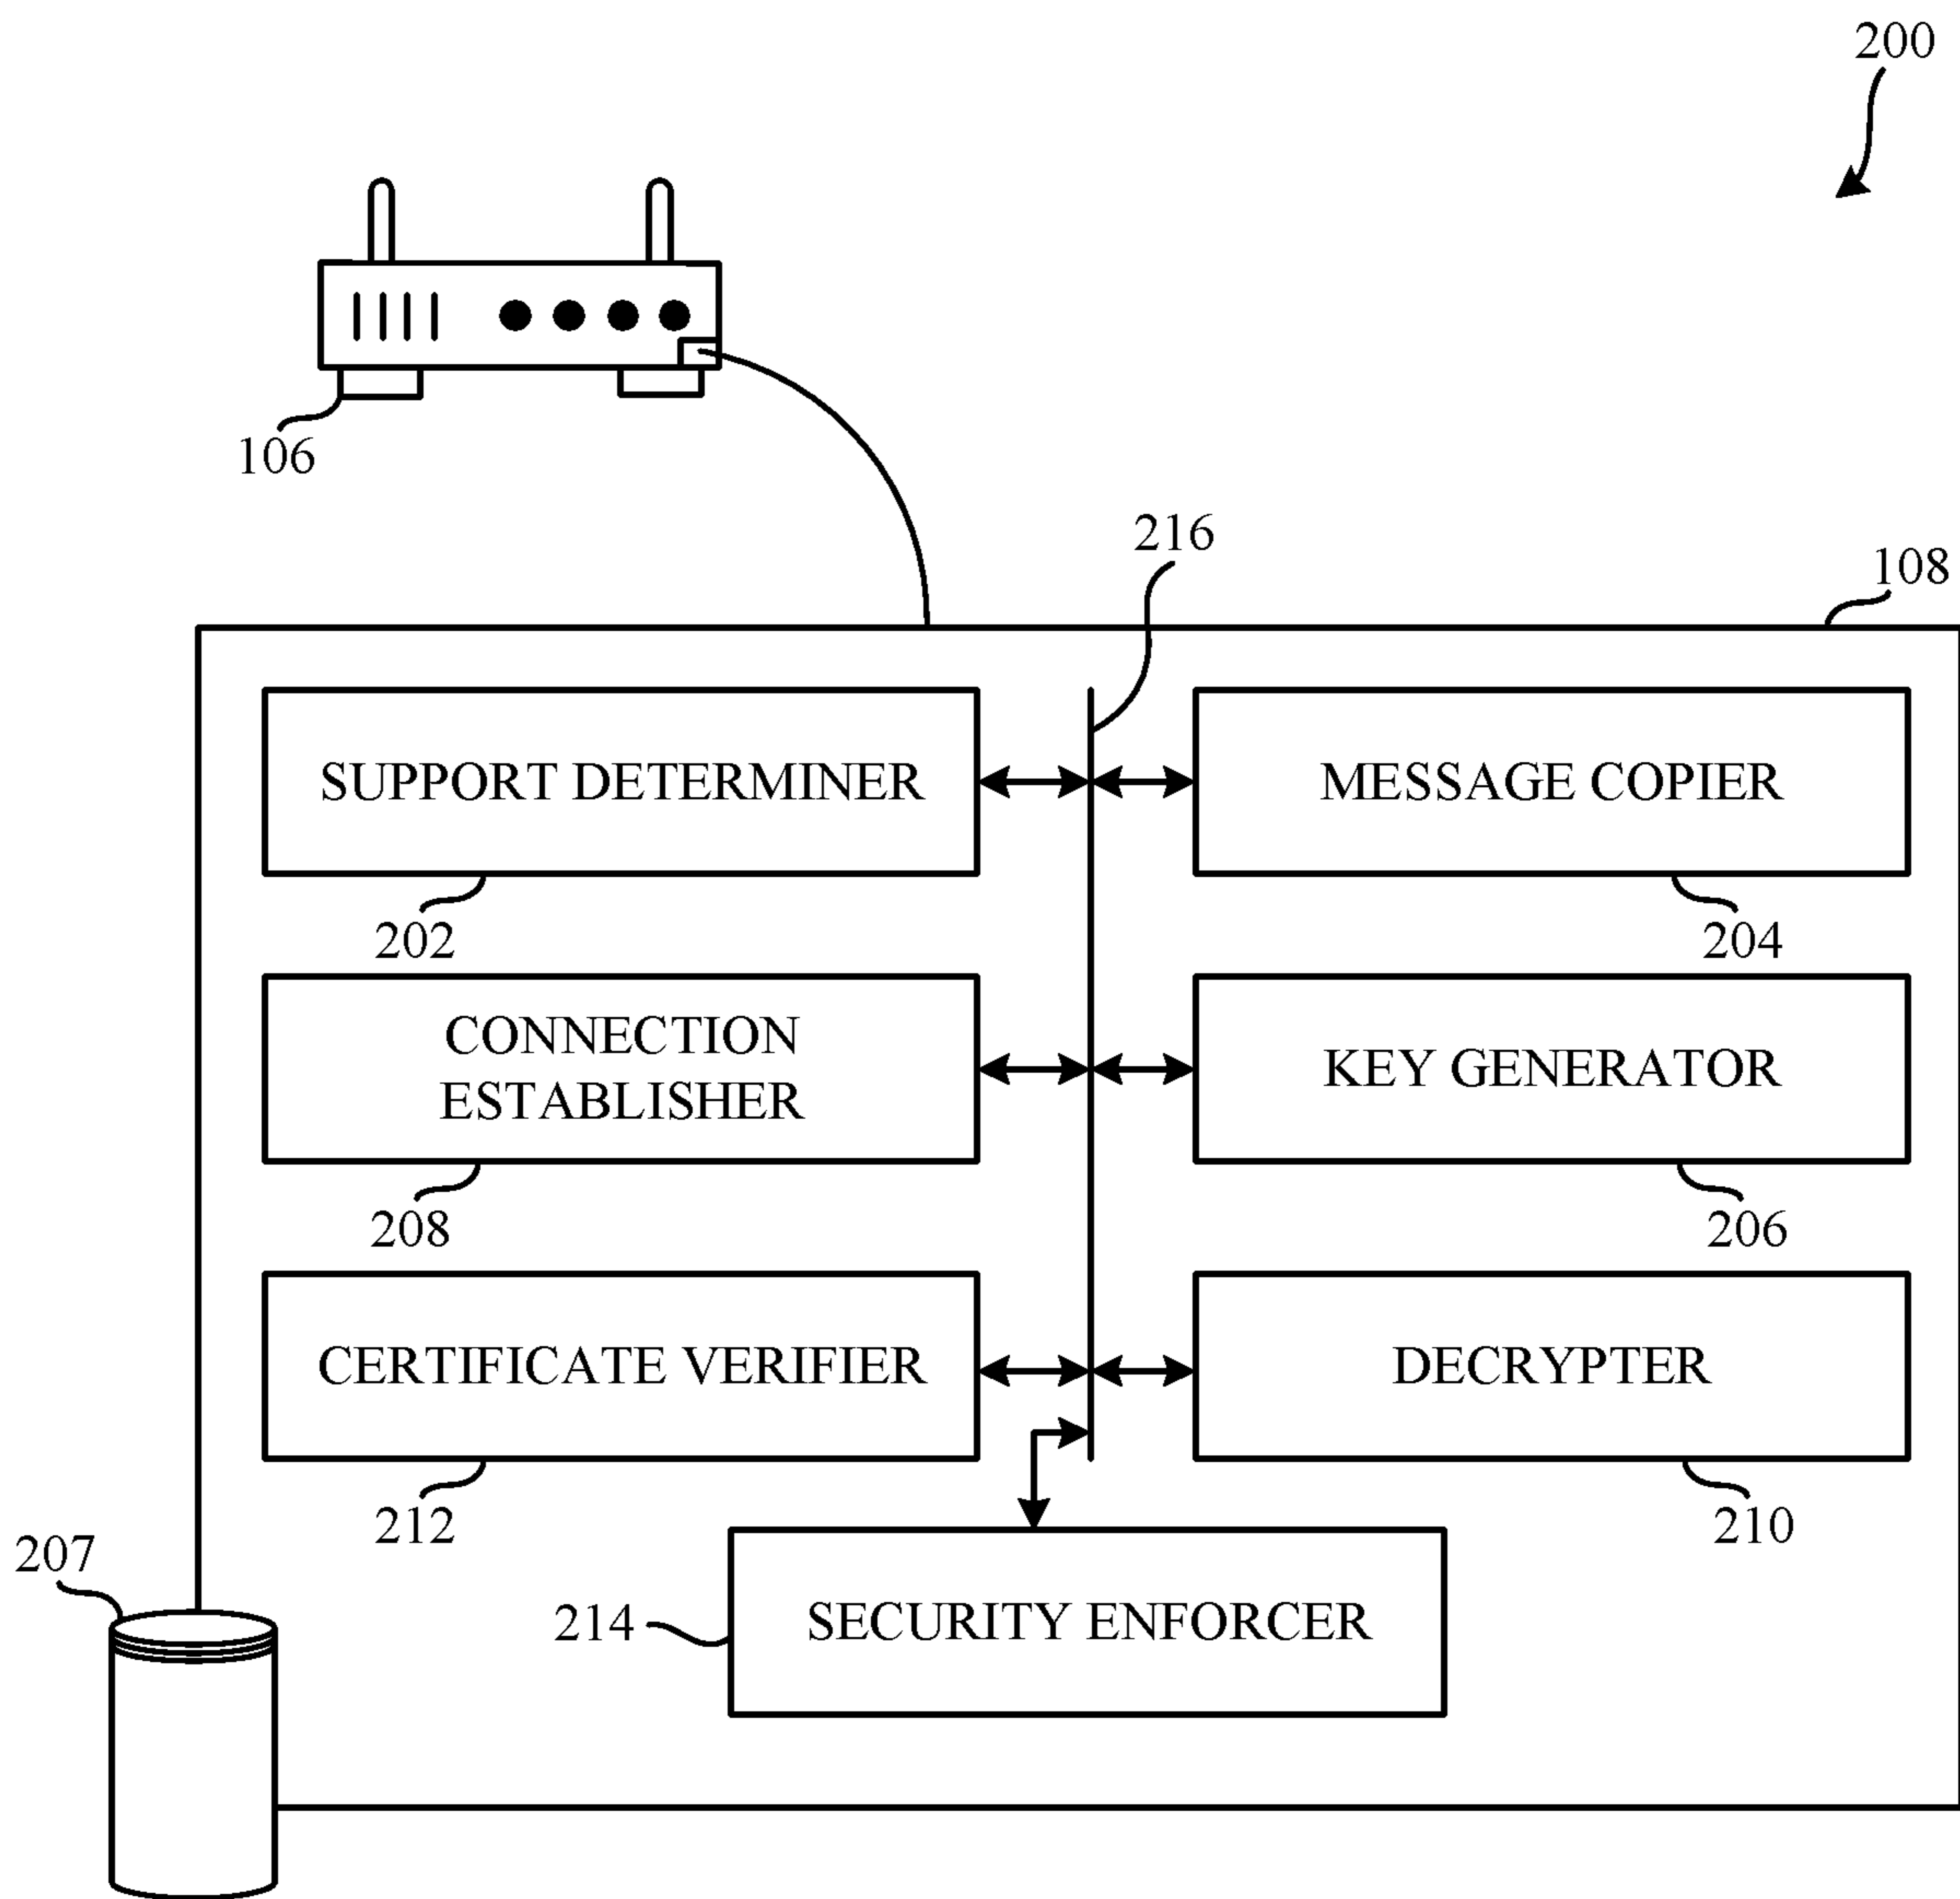 200
106
216
108
SUPPORT DETERMINER
MESSAGE COPIER
202
204
CONNECTION
ESTABLISHER
KEY GENERATOR
208
206
CERTIFICATE VERIFIER
DECRYPTER
212
210
207
214
SECURITY ENFORCER